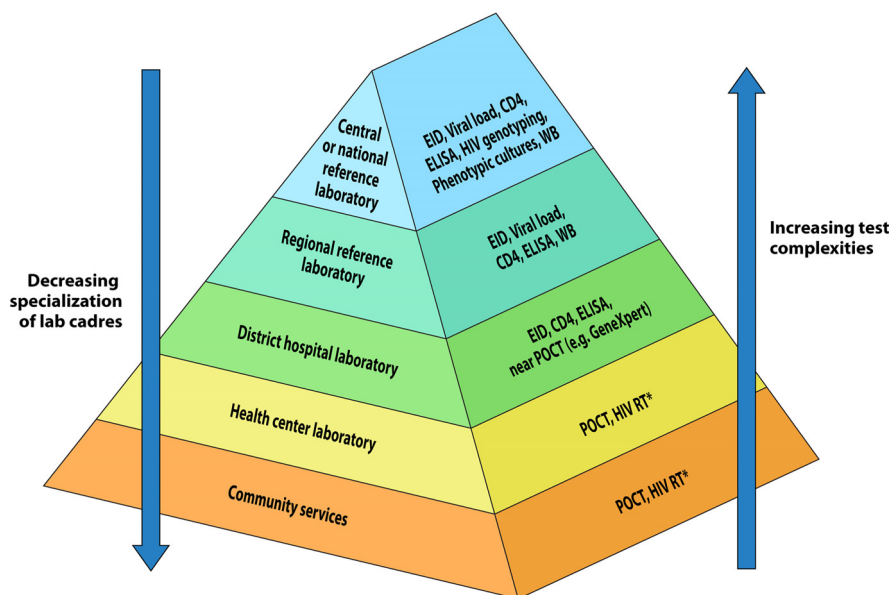 Central
or national
reference
laboratory
EID, Viral load, CD4,
ELISA, HIV genotyping,
Phenotypic cultures, WB
Regional reference
laboratory
EID, Viral load,
CD4, ELISA, WB
District hospital laboratory
EID, CD4, ELISA,
near POCT (e.g, GeneXpert)
Health center laboratory
POCT, HIV RT*
Community services
POCT, HIV RT*
Decreasing
specialization
of lab cadres
Increasing test
complexities